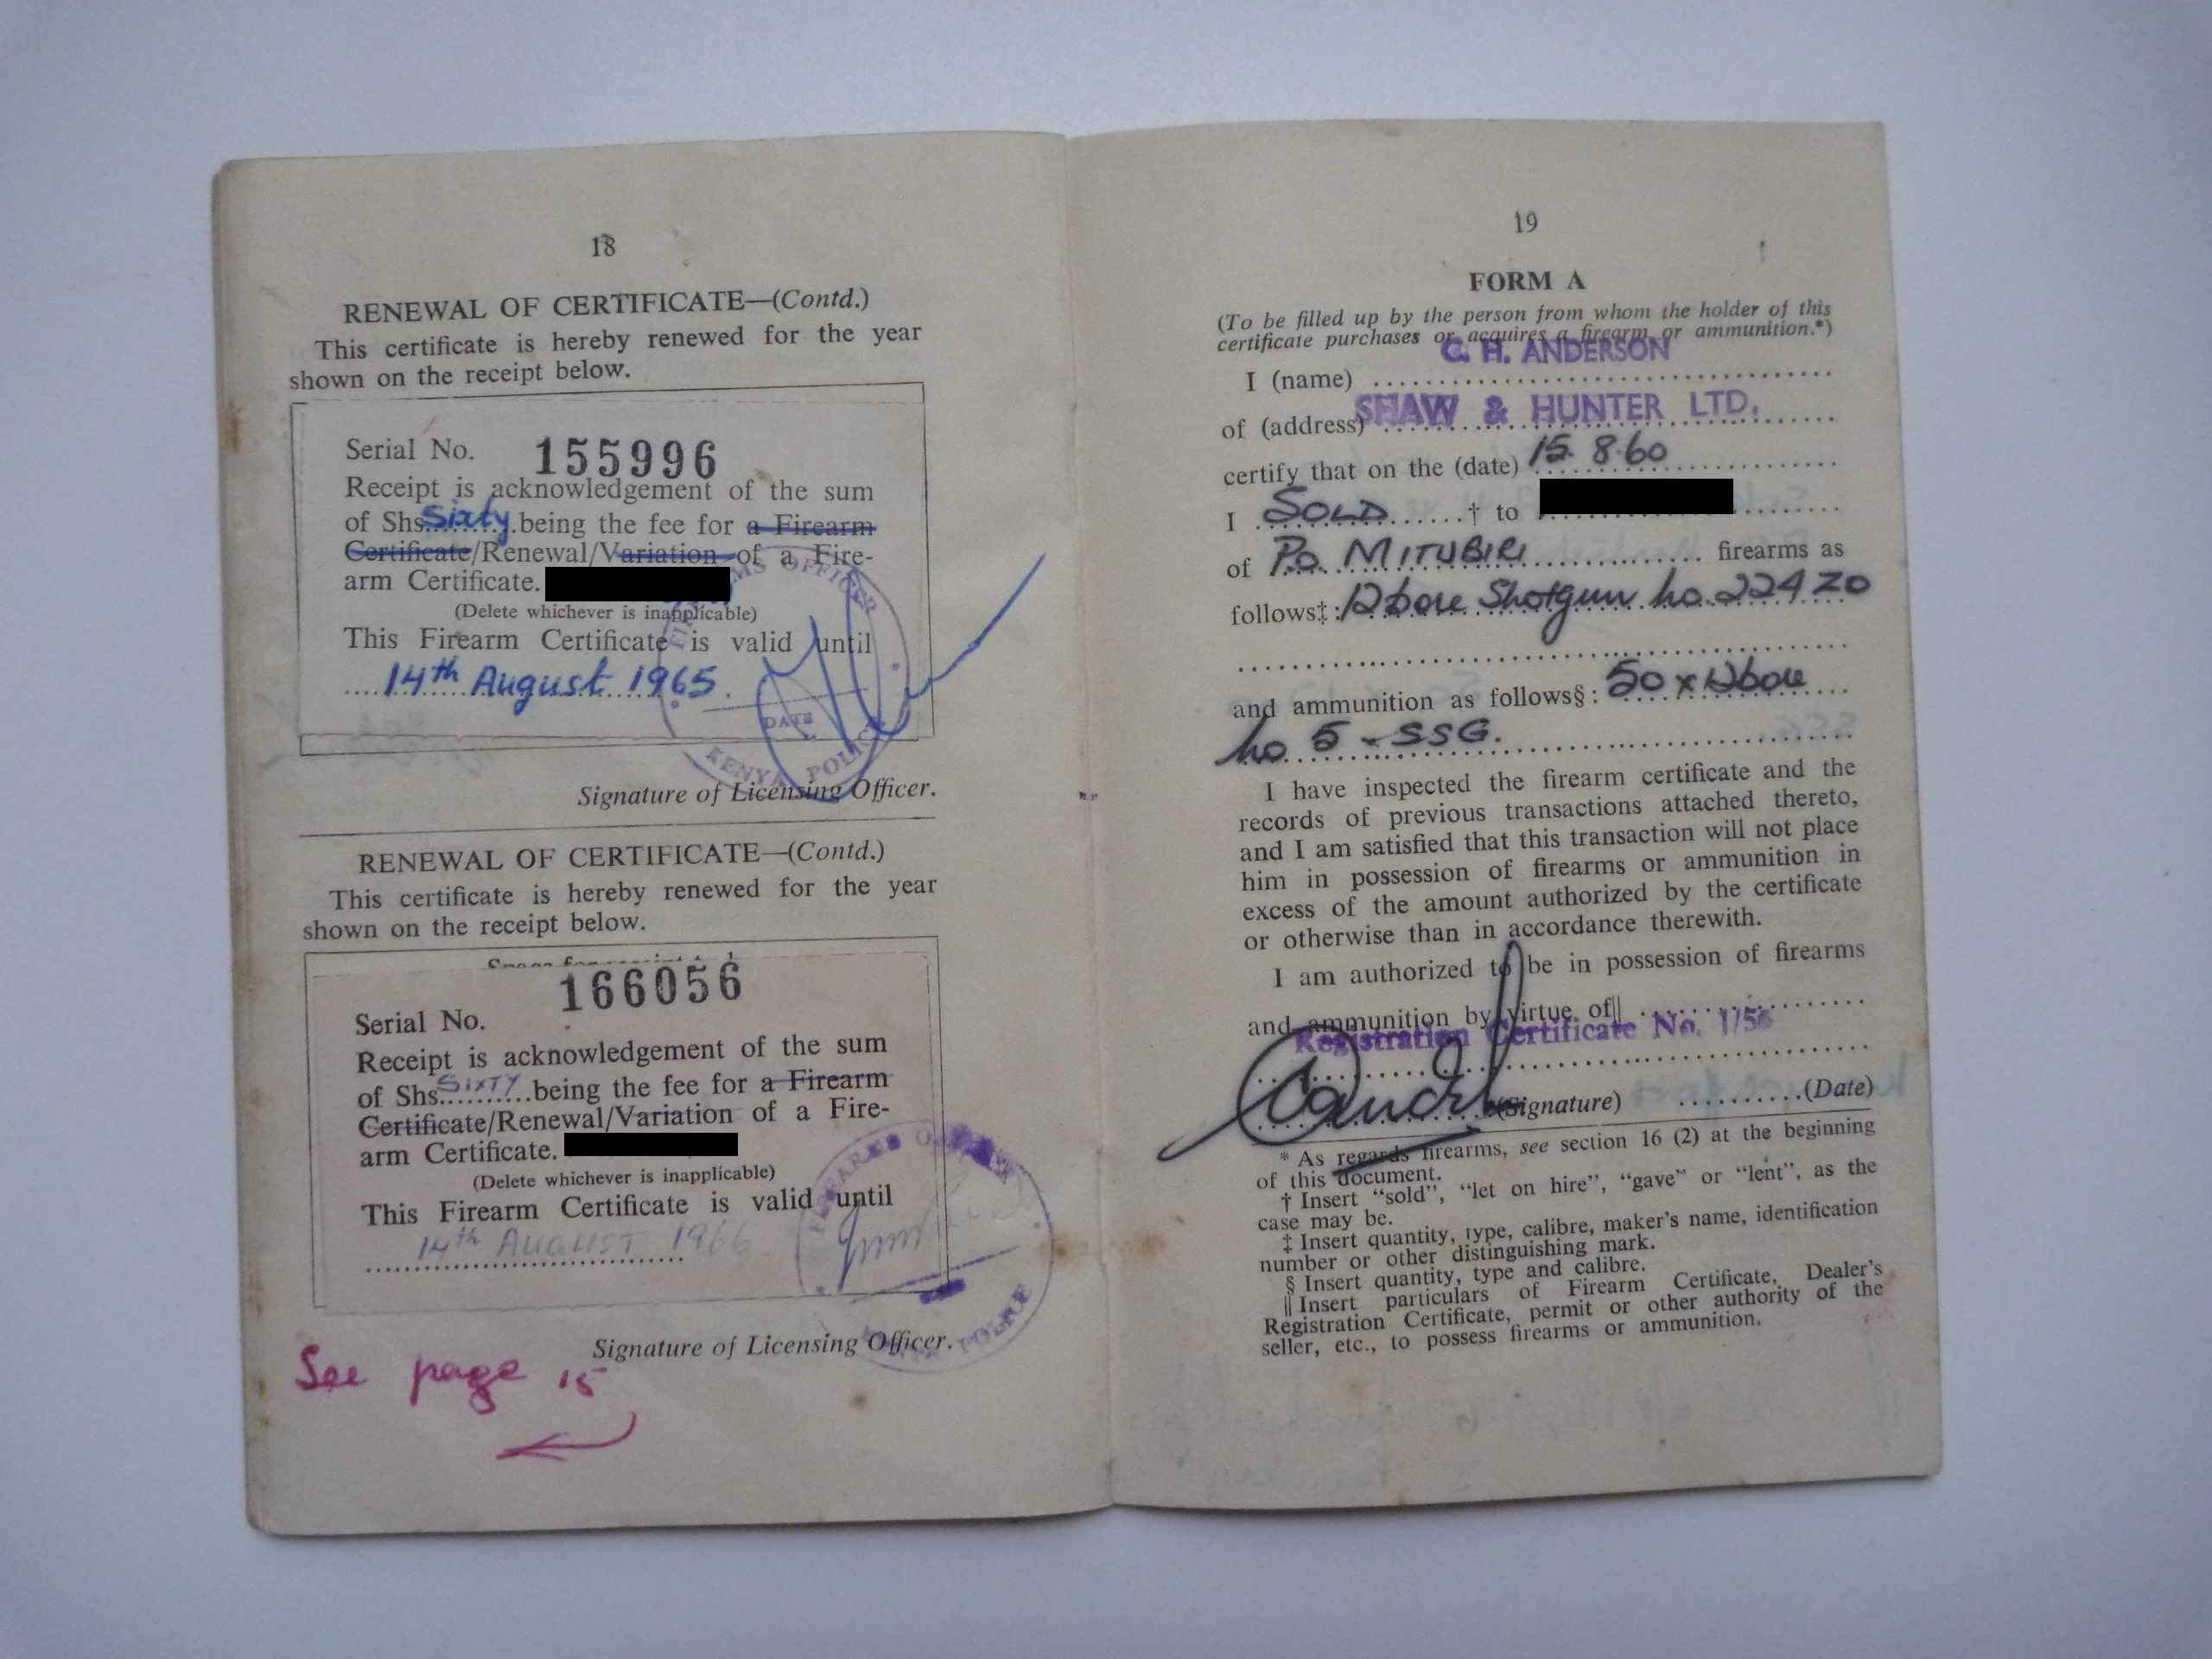 18
RENEWAL OF CERTIFICATE—(Contd.)
This certificate is hereby renewed for the year
shown on the receipt below.
Serial No. 155996
Receipt is acknowledgement of the sum
of Shs. Sixty being the fee for a Firearm
Certificate/Renewal/Variation of a Fire-
arm Certificate.
(Delete whichever is inapplicable)
This Firearm Certificate is valid until
14th August 1965.
FIREARMS OFFICER
DATE
KENYA POLICE
Signature of Licensing Officer.
RENEWAL OF CERTIFICATE—(Contd.)
This certificate is hereby renewed for the year
shown on the receipt below.
166056
Serial No.
Receipt is acknowledgement of the sum
of Shs. SIXTY being the fee for a Firearm
Certificate/Renewal/Variation of a Fire-
arm Certificate.
(Delete whichever is inapplicable)
This Firearm Certificate is valid until
14th AUGUST 1966
POLICE
Signature of Licensing Officer.
See page 15
19
FORM A
(To be filled up by the person from whom the holder of this
certificate purchases or acquires a firearm or ammunition.*)
I (name) C. H. ANDERSON
of (address) SHAW & HUNTER LTD.
certify that on the (date) 15.8.60
I SOLD † to
of P.O. MITUBIRI firearms as
follows‡: 12 bore Shotgun no. 22420
and ammunition as follows§: 50 x 12 bore
no 5 - SSG.
I have inspected the firearm certificate and the
records of previous transactions attached thereto,
and I am satisfied that this transaction will not place
him in possession of firearms or ammunition in
excess of the amount authorized by the certificate
or otherwise than in accordance therewith.
I am authorized to be in possession of firearms
and ammunition by virtue of‖
Registration Certificate No. 1/56
(Signature) (Date)
* As regards firearms, see section 16 (2) at the beginning
of this document.
† Insert “sold”, “let on hire”, “gave” or “lent”, as the
case may be.
‡ Insert quantity, type, calibre, maker's name, identification
number or other distinguishing mark.
§ Insert quantity, type and calibre.
‖ Insert particulars of Firearm Certificate, Dealer's
Registration Certificate, permit or other authority of the
seller, etc., to possess firearms or ammunition.